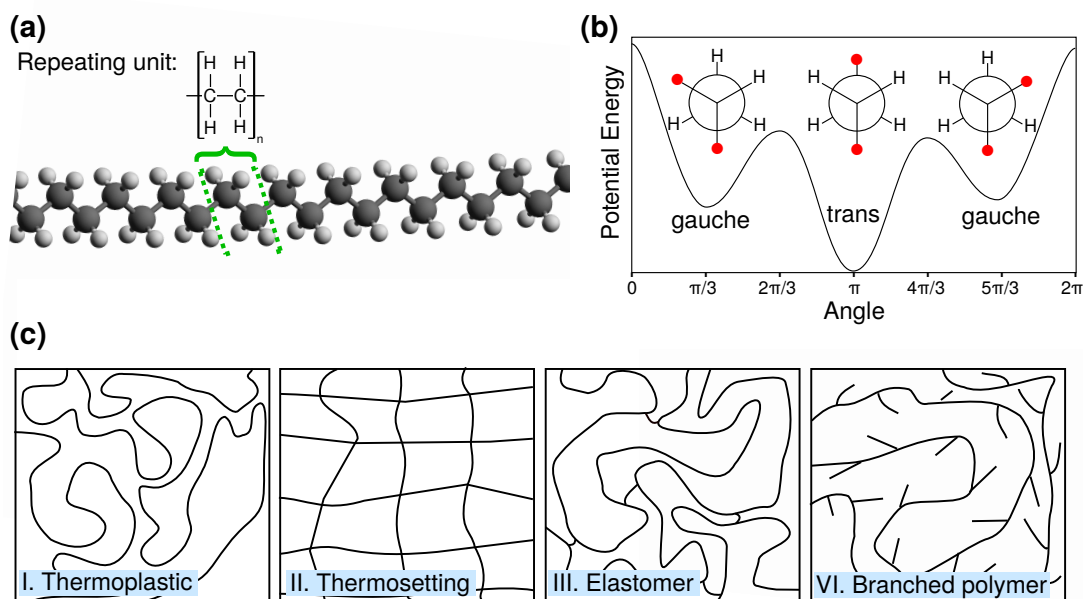 (a)
Repeating unit:
H H
C C
H H
n
(b)
Potential Energy
H H H
H H
H H
H H
H H
H H
gauche
trans
gauche
0 π/3 2π/3 π 4π/3 5π/3 2π
Angle
(c)
I. Thermoplastic
II. Thermosetting
III. Elastomer
VI. Branched polymer